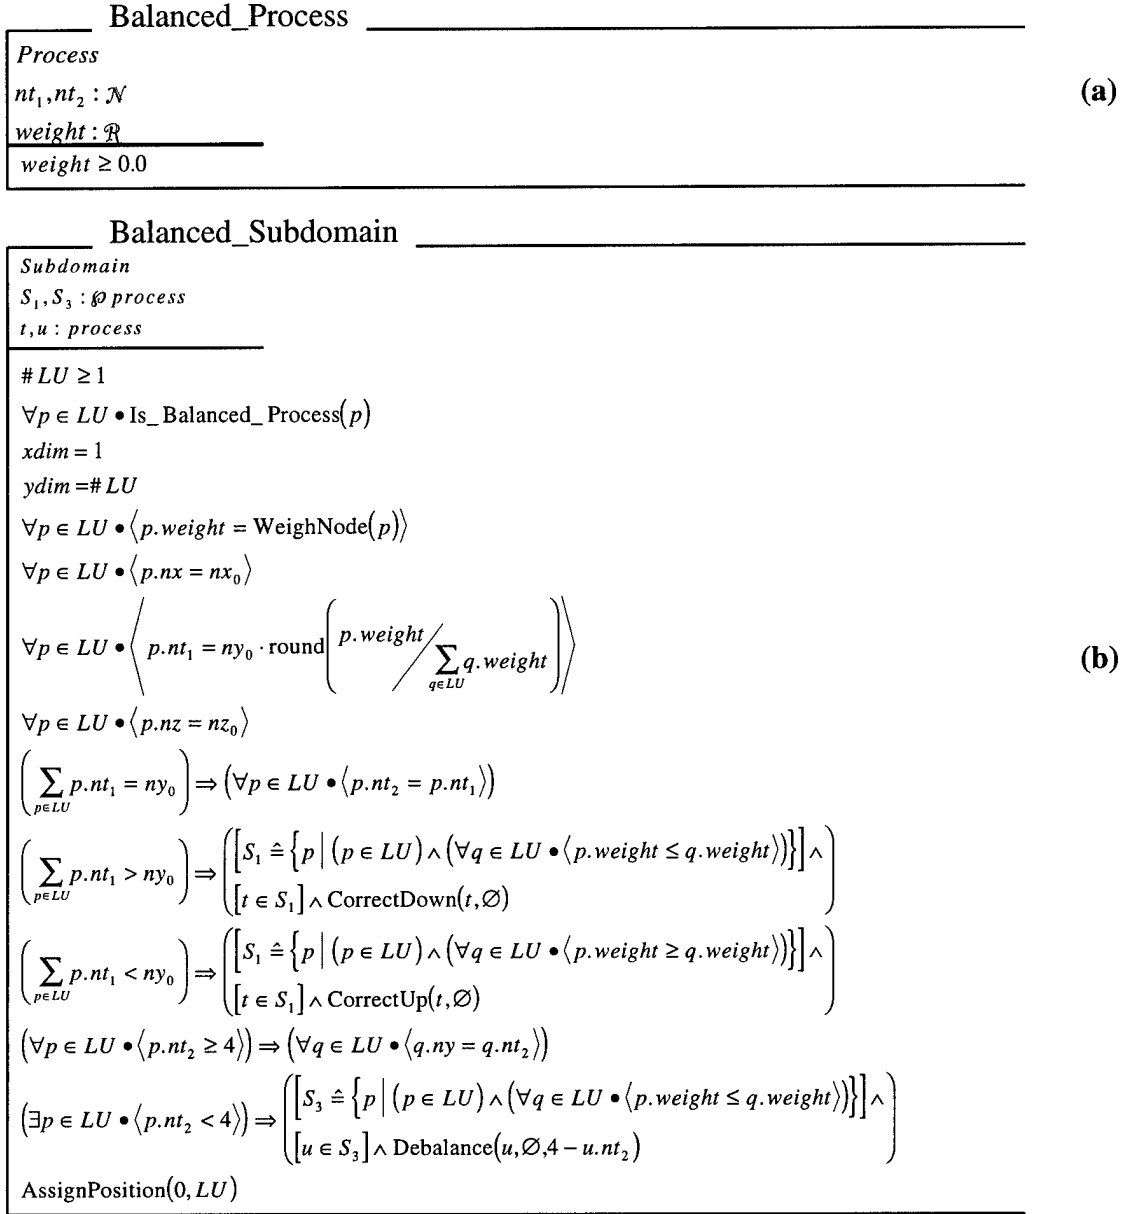 Balanced_Process
Process
nt₁,nt₂ : 𝒩
weight : ℛ
weight ≥ 0.0
(a)
Balanced_Subdomain
Subdomain
S₁,S₃ : ℘ process
t,u : process
# LU ≥ 1
∀p ∈ LU • Is_ Balanced_ Process(p)
xdim = 1
ydim =# LU
∀p ∈ LU • ⟨p.weight = WeighNode(p)⟩
∀p ∈ LU • ⟨p.nx = nx₀⟩
∀p ∈ LU • ⟨p.nt₁ = ny₀ · round(p.weight / ∑_{q∈LU} q.weight)⟩
(b)
∀p ∈ LU • ⟨p.nz = nz₀⟩
(∑_{p∈LU} p.nt₁ = ny₀) ⇒ (∀p ∈ LU • ⟨p.nt₂ = p.nt₁⟩)
(∑_{p∈LU} p.nt₁ > ny₀) ⇒ ([S₁ ≙ {p | (p ∈ LU) ∧ (∀q ∈ LU • ⟨p.weight ≤ q.weight⟩)}] ∧
[t ∈ S₁] ∧ CorrectDown(t,∅))
(∑_{p∈LU} p.nt₁ < ny₀) ⇒ ([S₁ ≙ {p | (p ∈ LU) ∧ (∀q ∈ LU • ⟨p.weight ≥ q.weight⟩)}] ∧
[t ∈ S₁] ∧ CorrectUp(t,∅))
(∀p ∈ LU • ⟨p.nt₂ ≥ 4⟩) ⇒ (∀q ∈ LU • ⟨q.ny = q.nt₂⟩)
(∃p ∈ LU • ⟨p.nt₂ < 4⟩) ⇒ ([S₃ ≙ {p | (p ∈ LU) ∧ (∀q ∈ LU • ⟨p.weight ≤ q.weight⟩)}] ∧
[u ∈ S₃] ∧ Debalance(u,∅,4 − u.nt₂))
AssignPosition(0, LU)